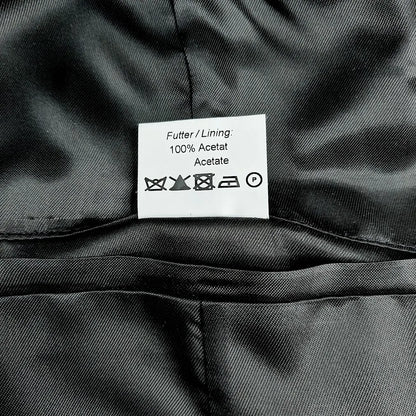 Futter / Lining:
100% Acetat
Acetate
P